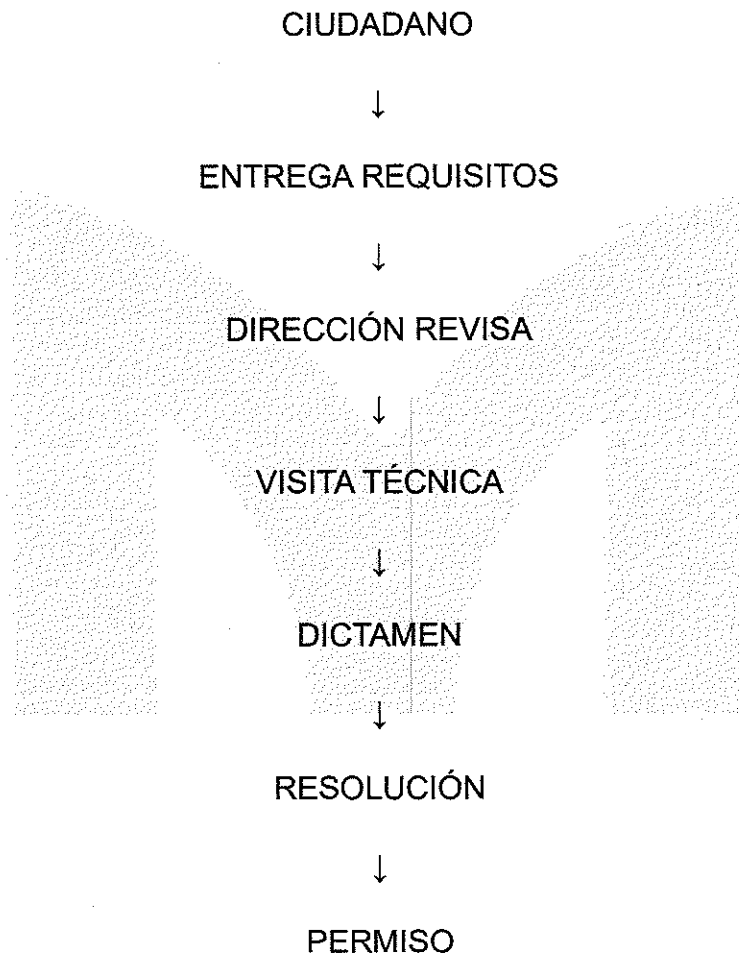 CIUDADANO
↓
ENTREGA REQUISITOS
↓
DIRECCIÓN REVISA
↓
VISITA TÉCNICA
↓
DICTAMEN
↓
RESOLUCIÓN
↓
PERMISO